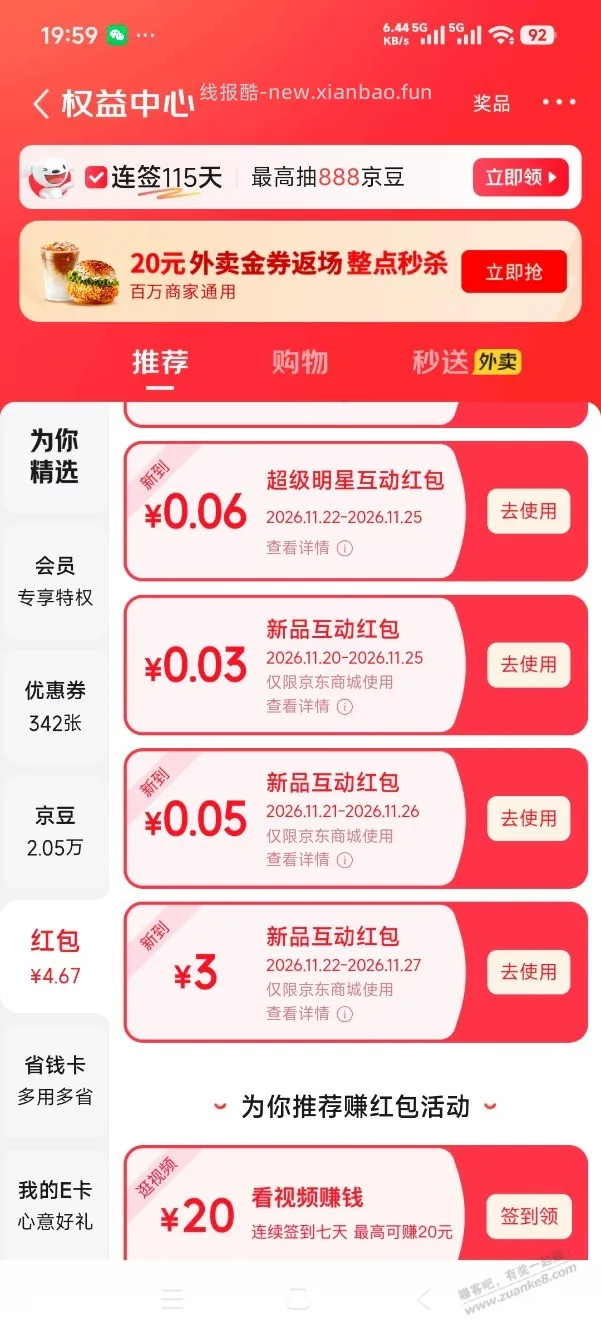 19:59
6.44 KB/s 5G 5G 92
权益中心
线报酷-new.xianbao.fun
奖品
连签115天
最高抽888京豆
立即领
20元外卖金券返场 整点秒杀
百万商家通用
立即抢
推荐
购物
秒送 外卖
为你
精选
会员
专享特权
优惠券
342张
京豆
2.05万
红包
¥4.67
省钱卡
多用多省
我的E卡
心意好礼
新到
¥0.06
超级明星互动红包
2026.11.22-2026.11.25
查看详情
去使用
¥0.03
新品互动红包
2026.11.20-2026.11.25
仅限京东商城使用
查看详情
去使用
新到
¥0.05
新品互动红包
2026.11.21-2026.11.26
仅限京东商城使用
查看详情
去使用
新到
¥3
新品互动红包
2026.11.22-2026.11.27
仅限京东商城使用
查看详情
去使用
为你推荐赚红包活动
逛视频
¥20
看视频赚钱
连续签到七天 最高可赚20元
签到领
赚客吧，有奖一起赚！
www.zuanke8.com